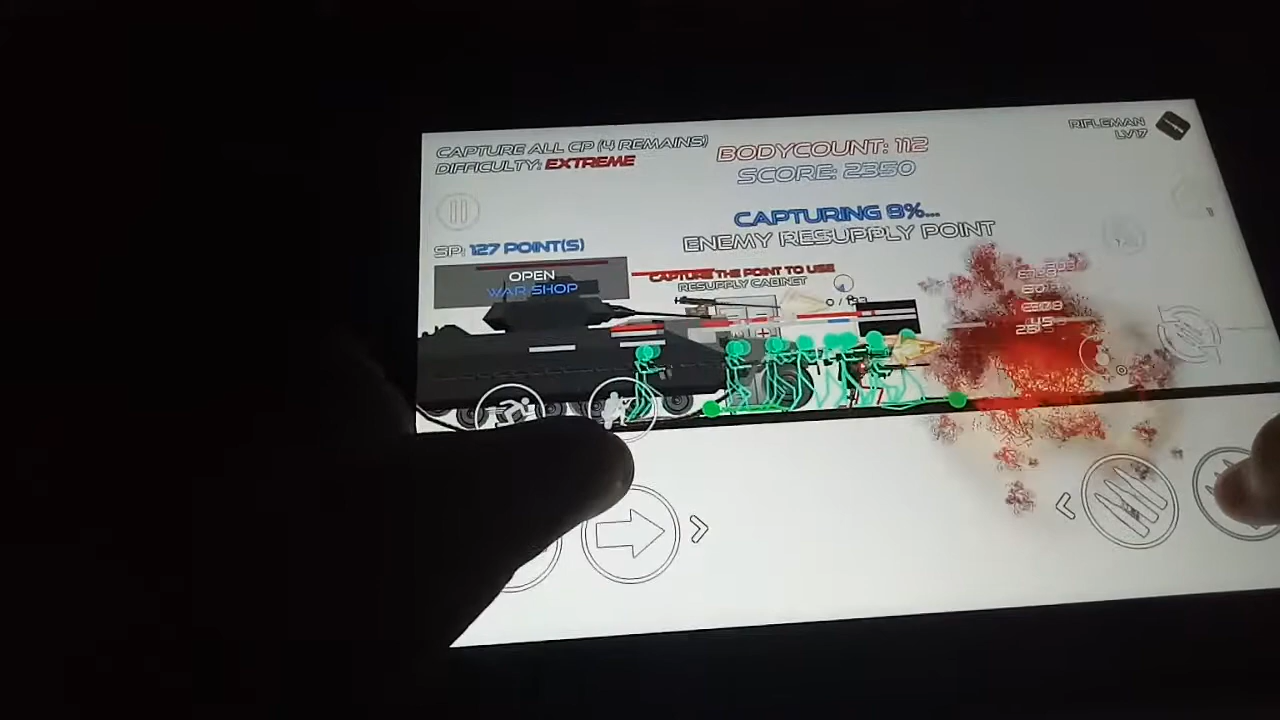 CAPTURE ALL CP (4 REMAINS)
DIFFICULTY: EXTREME
BODYCOUNT: 112
SCORE: 2350
RIFLEMAN
LV17
CAPTURING 8%...
ENEMY RESUPPLY POINT
SP: 127 POINT(S)
OPEN
WAR SHOP
CAPTURE THE POINT TO USE
RESUPPLY CABINET